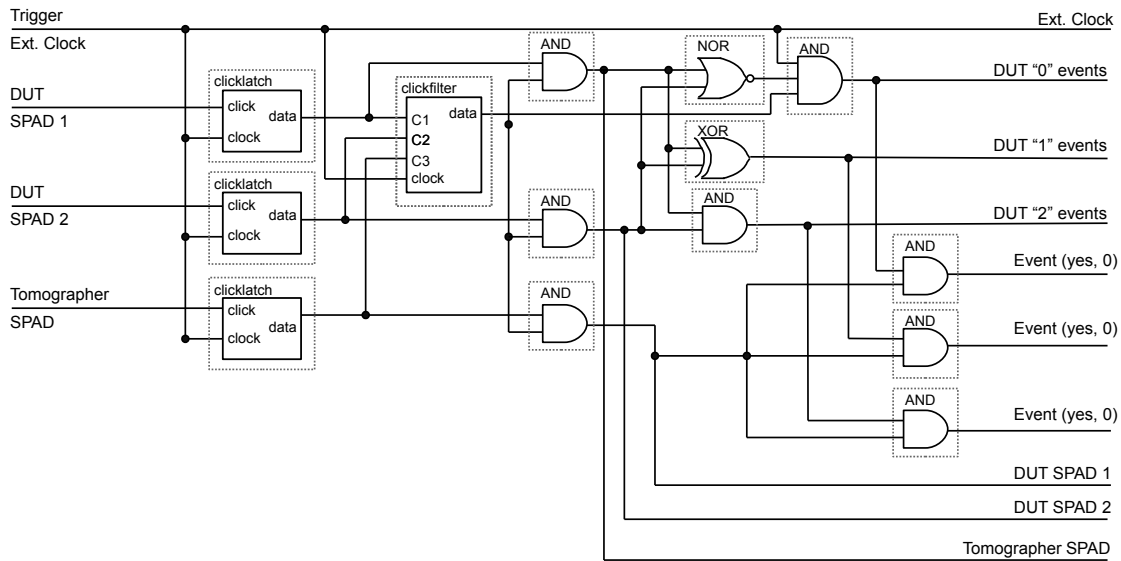 Trigger
Ext. Clock
Ext. Clock
AND
NOR
AND
DUT
SPAD 1
clicklatch
click
data
clock
clickfilter
C1
data
C2
C3
clock
DUT “0” events
XOR
DUT “1” events
DUT
SPAD 2
clicklatch
click
data
clock
AND
AND
DUT “2” events
Tomographer
SPAD
clicklatch
click
data
clock
AND
AND
Event (yes, 0)
AND
Event (yes, 0)
AND
Event (yes, 0)
DUT SPAD 1
DUT SPAD 2
Tomographer SPAD